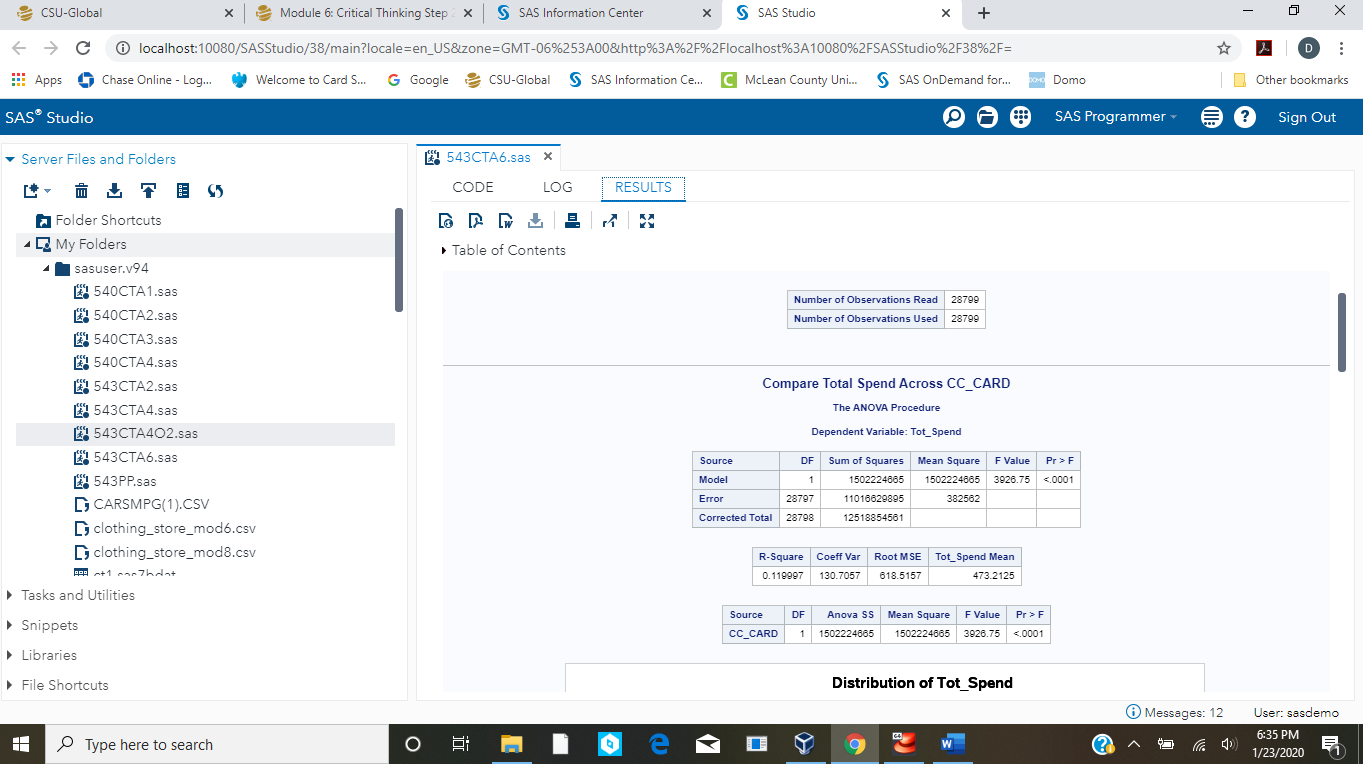 CSU-Global
Module 6: Critical Thinking Step 2
SAS Information Center
SAS Studio
localhost:10080/SASStudio/38/main?locale=en_US&zone=GMT-06%253A00&http%3A%2F%2Flocalhost%3A10080%2FSASStudio%2F38%2F=
D
Apps
Chase Online - Log...
Welcome to Card S...
Google
CSU-Global
SAS Information Ce...
McLean County Uni...
SAS OnDemand for...
Domo
Other bookmarks
SAS® Studio
SAS Programmer
Sign Out
Server Files and Folders
Folder Shortcuts
My Folders
sasuser.v94
540CTA1.sas
540CTA2.sas
540CTA3.sas
540CTA4.sas
543CTA2.sas
543CTA4.sas
543CTA4O2.sas
543CTA6.sas
543PP.sas
CARSMPG(1).CSV
clothing_store_mod6.csv
clothing_store_mod8.csv
ct1.sas7bdat
Tasks and Utilities
Snippets
Libraries
File Shortcuts
543CTA6.sas
CODE LOG RESULTS
Table of Contents
Number of Observations Read 28799
Number of Observations Used 28799
Compare Total Spend Across CC_CARD
The ANOVA Procedure
Dependent Variable: Tot_Spend
Source DF Sum of Squares Mean Square F Value Pr > F
Model 1 1502224665 1502224665 3926.75 <.0001
Error 28797 11016629895 382562
Corrected Total 28798 12518854561
R-Square Coeff Var Root MSE Tot_Spend Mean
0.119997 130.7057 618.5157 473.2125
Source DF Anova SS Mean Square F Value Pr > F
CC_CARD 1 1502224665 1502224665 3926.75 <.0001
Distribution of Tot_Spend
Messages: 12
User: sasdemo
Type here to search
6:35 PM
1/23/2020
1